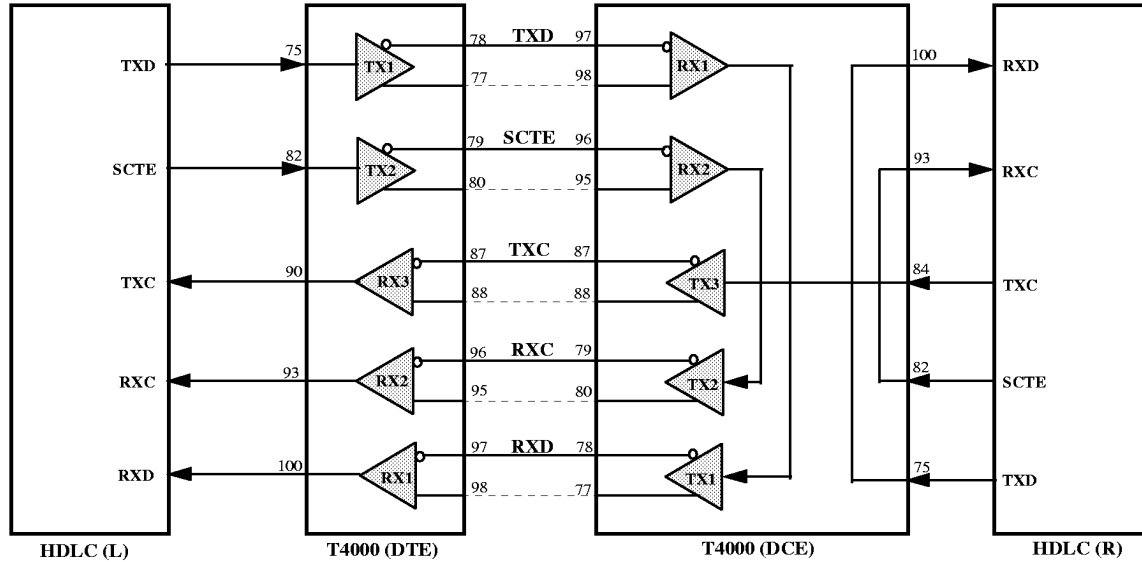 75 78 TXD 97 100
TXD TX1 RX1 RXD
77 98
82 79 SCTE 96 93
SCTE TX2 RX2 RXC
80 95
90 87 TXC 87 84
TXC RX3 TX3 TXC
88 88
93 96 RXC 79 82
RXC RX2 TX2 SCTE
95 80
100 97 RXD 78 75
RXD RX1 TX1 TXD
98 77
HDLC (L) T4000 (DTE) T4000 (DCE) HDLC (R)